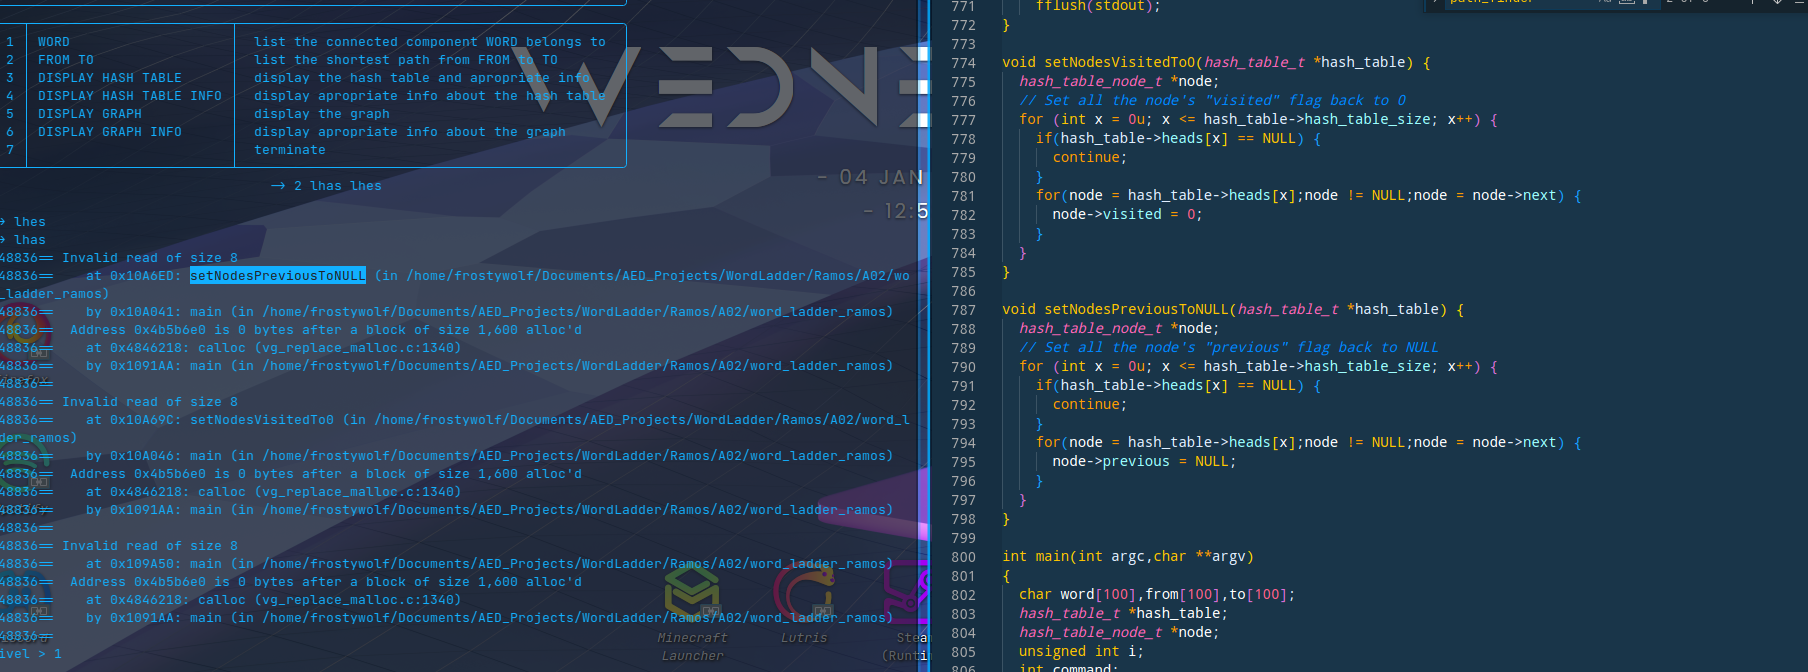 1 WORD list the connected component WORD belongs to
2 FROM TO list the shortest path from FROM to TO
3 DISPLAY HASH TABLE display the hash table and apropriate info
4 DISPLAY HASH TABLE INFO display apropriate info about the hash table
5 DISPLAY GRAPH display the graph
6 DISPLAY GRAPH INFO display apropriate info about the graph
7 terminate
WEDNE
- 04 JAN
- 12:5
→ 2 lhas lhes
→ lhes
→ lhas
48836== Invalid read of size 8
48836==    at 0x10A6ED: setNodesPreviousToNULL (in /home/frostywolf/Documents/AED_Projects/WordLadder/Ramos/A02/wo
_ladder_ramos)
48836==    by 0x10A041: main (in /home/frostywolf/Documents/AED_Projects/WordLadder/Ramos/A02/word_ladder_ramos)
48836==  Address 0x4b5b6e0 is 0 bytes after a block of size 1,600 alloc'd
48836==    at 0x4846218: calloc (vg_replace_malloc.c:1340)
48836==    by 0x1091AA: main (in /home/frostywolf/Documents/AED_Projects/WordLadder/Ramos/A02/word_ladder_ramos)
48836==
48836== Invalid read of size 8
48836==    at 0x10A69C: setNodesVisitedTo0 (in /home/frostywolf/Documents/AED_Projects/WordLadder/Ramos/A02/word_l
der_ramos)
48836==    by 0x10A046: main (in /home/frostywolf/Documents/AED_Projects/WordLadder/Ramos/A02/word_ladder_ramos)
48836==  Address 0x4b5b6e0 is 0 bytes after a block of size 1,600 alloc'd
48836==    at 0x4846218: calloc (vg_replace_malloc.c:1340)
48836==    by 0x1091AA: main (in /home/frostywolf/Documents/AED_Projects/WordLadder/Ramos/A02/word_ladder_ramos)
48836==
48836== Invalid read of size 8
48836==    at 0x109A50: main (in /home/frostywolf/Documents/AED_Projects/WordLadder/Ramos/A02/word_ladder_ramos)
48836==  Address 0x4b5b6e0 is 0 bytes after a block of size 1,600 alloc'd
48836==    at 0x4846218: calloc (vg_replace_malloc.c:1340)
48836==    by 0x1091AA: main (in /home/frostywolf/Documents/AED_Projects/WordLadder/Ramos/A02/word_ladder_ramos)
48836==
ivel > 1
Minecraft
Launcher
Lutris
Stea
(Runti
771 fflush(stdout);
772 }
773
774 void setNodesVisitedTo0(hash_table_t *hash_table) {
775   hash_table_node_t *node;
776   // Set all the node's "visited" flag back to 0
777   for (int x = 0u; x <= hash_table->hash_table_size; x++) {
778     if(hash_table->heads[x] == NULL) {
779       continue;
780     }
781     for(node = hash_table->heads[x];node != NULL;node = node->next) {
782       node->visited = 0;
783     }
784   }
785 }
786
787 void setNodesPreviousToNULL(hash_table_t *hash_table) {
788   hash_table_node_t *node;
789   // Set all the node's "previous" flag back to NULL
790   for (int x = 0u; x <= hash_table->hash_table_size; x++) {
791     if(hash_table->heads[x] == NULL) {
792       continue;
793     }
794     for(node = hash_table->heads[x];node != NULL;node = node->next) {
795       node->previous = NULL;
796     }
797   }
798 }
799
800 int main(int argc,char **argv)
801 {
802   char word[100],from[100],to[100];
803   hash_table_t *hash_table;
804   hash_table_node_t *node;
805   unsigned int i;
806   int command;